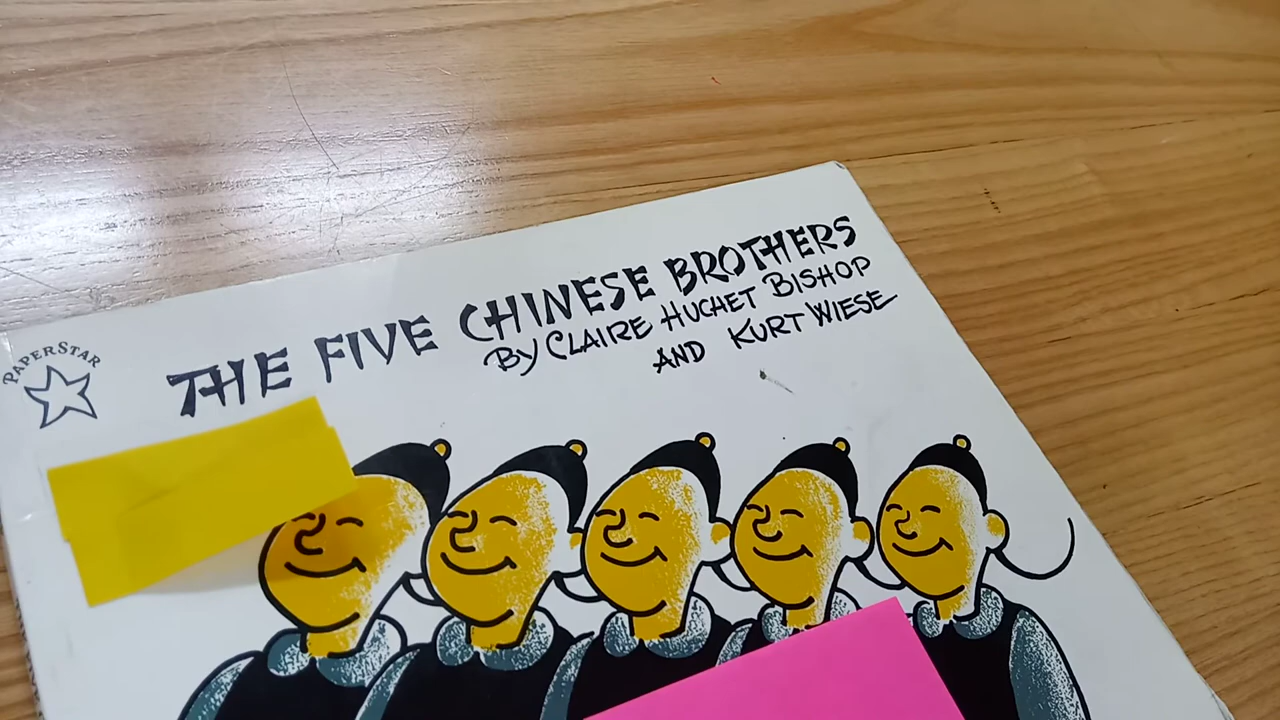 THE FIVE CHINESE BROTHERS
BY CLAIRE HUCHET BISHOP
AND KURT WIESE
PAPERSTAR